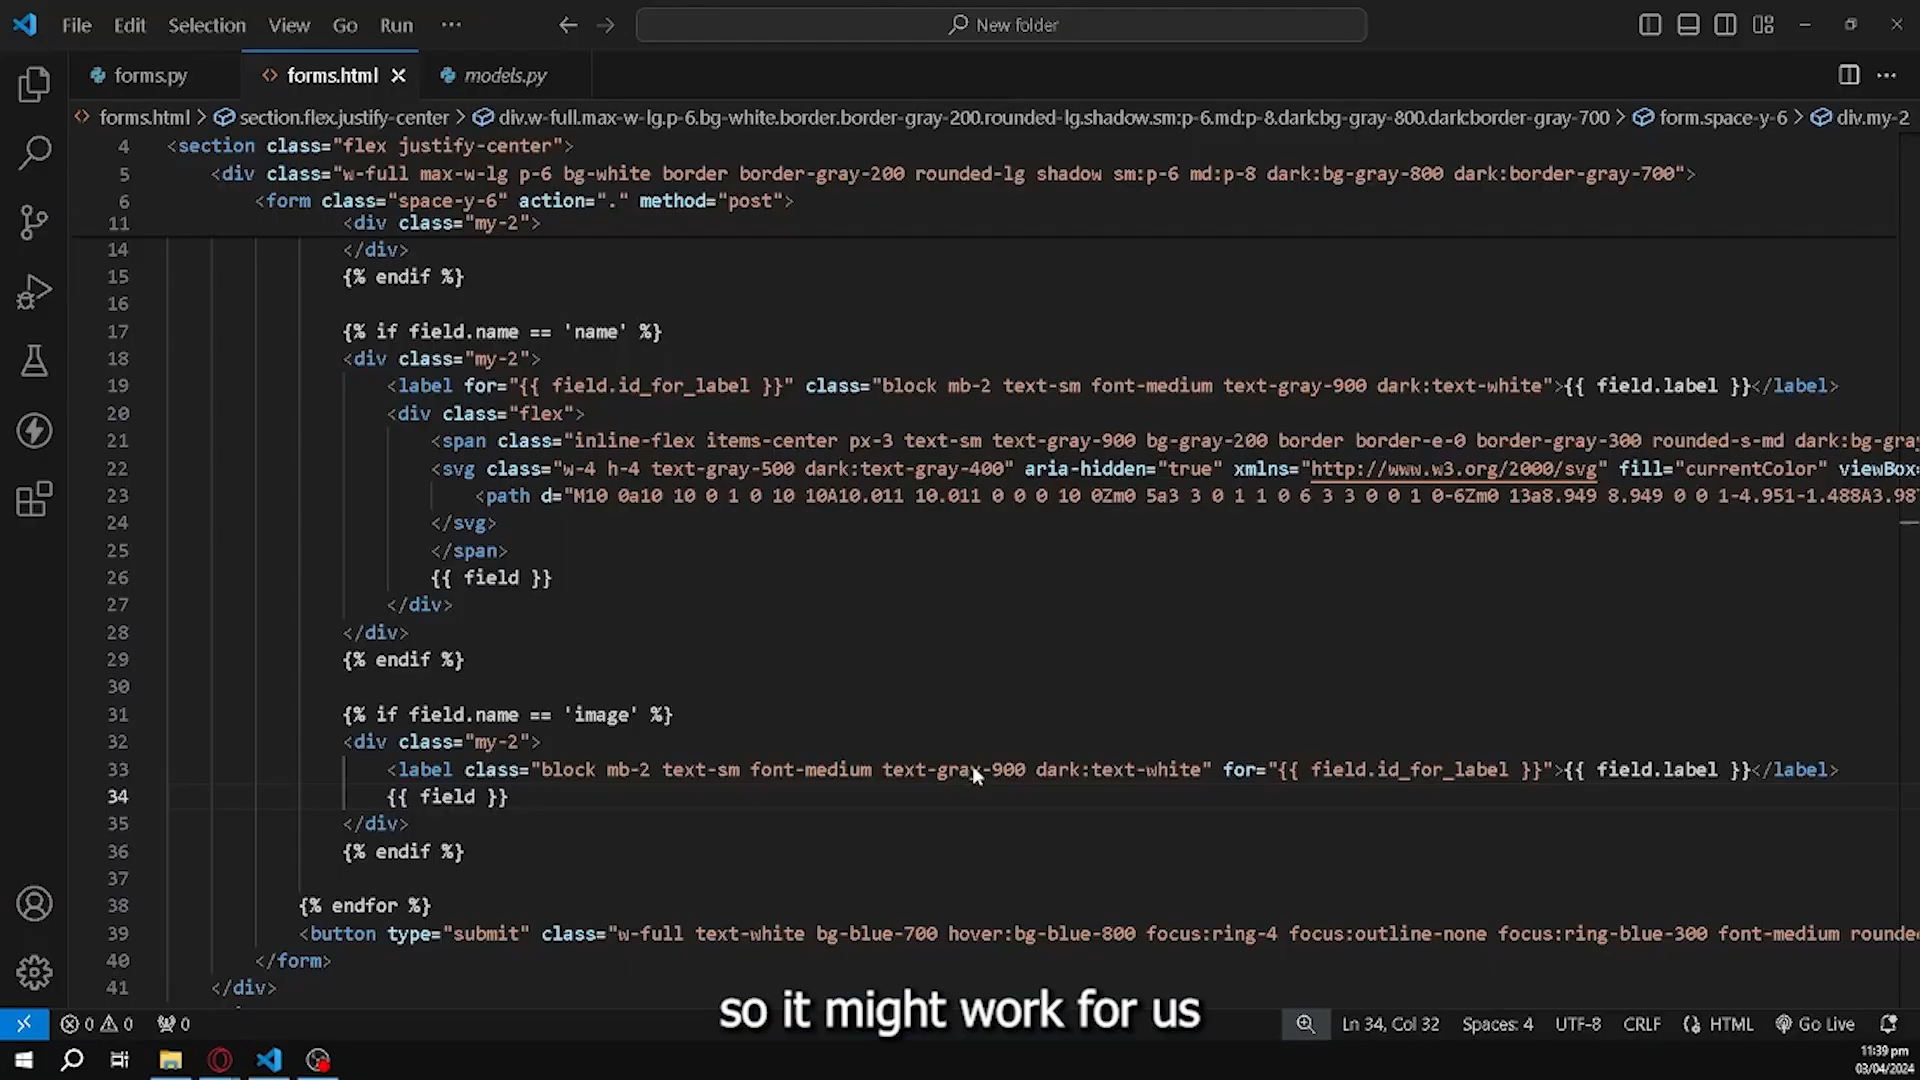 File Edit Selection View Go Run ··· New folder
forms.py forms.html models.py
forms.html > section.flex.justify-center > div.w-full.max-w-lg.p-6.bg-white.border.border-gray-200.rounded-lg.shadow.sm:p-6.md:p-8.dark:bg-gray-800.dark:border-gray-700 > form.space-y-6 > div.my-2
4 <section class="flex justify-center">
5 <div class="w-full max-w-lg p-6 bg-white border border-gray-200 rounded-lg shadow sm:p-6 md:p-8 dark:bg-gray-800 dark:border-gray-700">
6 <form class="space-y-6" action="." method="post">
11 <div class="my-2">
14 </div>
15 {% endif %}
16
17 {% if field.name == 'name' %}
18 <div class="my-2">
19 <label for="{{ field.id_for_label }}" class="block mb-2 text-sm font-medium text-gray-900 dark:text-white">{{ field.label }}</label>
20 <div class="flex">
21 <span class="inline-flex items-center px-3 text-sm text-gray-900 bg-gray-200 border border-e-0 border-gray-300 rounded-s-md dark:bg-gra
22 <svg class="w-4 h-4 text-gray-500 dark:text-gray-400" aria-hidden="true" xmlns="http://www.w3.org/2000/svg" fill="currentColor" viewBox=
23 <path d="M10 0a10 10 0 1 0 10 10A10.011 10.011 0 0 0 10 0Zm0 5a3 3 0 1 1 0 6 3 3 0 0 1 0-6Zm0 13a8.949 8.949 0 0 1-4.951-1.488A3.98
24 </svg>
25 </span>
26 {{ field }}
27 </div>
28 </div>
29 {% endif %}
30
31 {% if field.name == 'image' %}
32 <div class="my-2">
33 <label class="block mb-2 text-sm font-medium text-gray-900 dark:text-white" for="{{ field.id_for_label }}">{{ field.label }}</label>
34 {{ field }}
35 </div>
36 {% endif %}
37
38 {% endfor %}
39 <button type="submit" class="w-full text-white bg-blue-700 hover:bg-blue-800 focus:ring-4 focus:outline-none focus:ring-blue-300 font-medium rounde
40 </form>
41 </div>
so it might work for us
0 0 0 Ln 34, Col 32 Spaces: 4 UTF-8 CRLF HTML Go Live
11:39 pm
03/04/2024